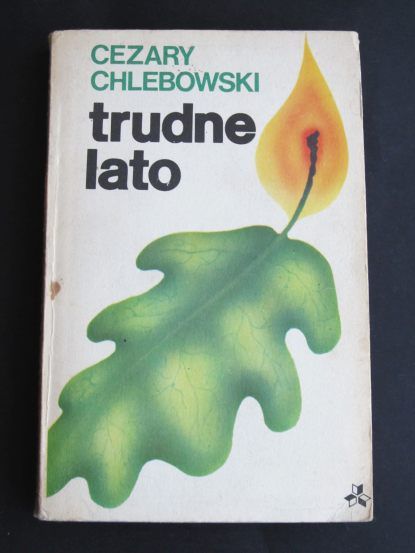 CEZARY
CHLEBOWSKI
trudne
lato